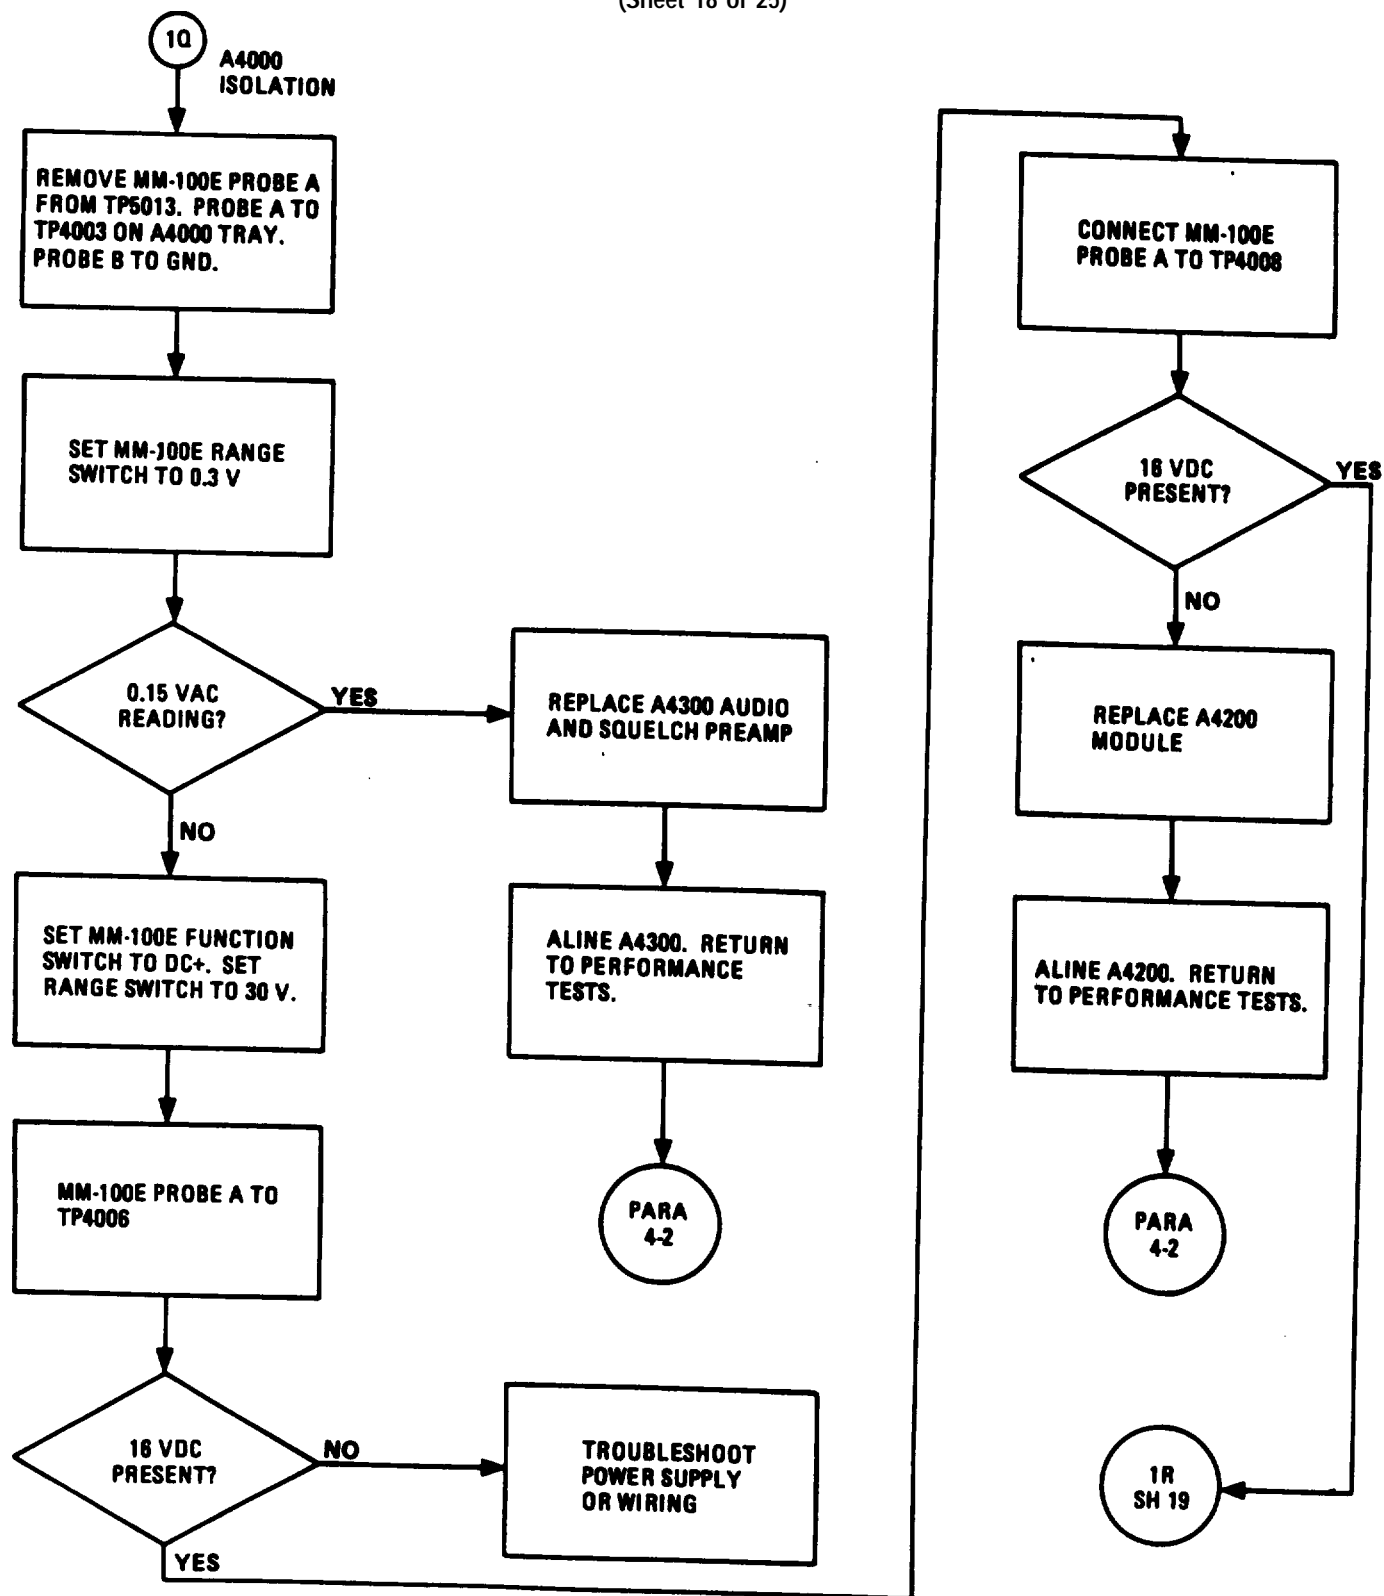 (Sheet 18 of 25)
1Q
A4000
ISOLATION
REMOVE MM-100E PROBE A
FROM TP5013. PROBE A TO
TP4003 ON A4000 TRAY.
PROBE B TO GND.
SET MM-100E RANGE
SWITCH TO 0.3 V
0.15 VAC
READING?
YES
NO
REPLACE A4300 AUDIO
AND SQUELCH PREAMP
ALINE A4300. RETURN
TO PERFORMANCE
TESTS.
PARA
4-2
SET MM-100E FUNCTION
SWITCH TO DC+. SET
RANGE SWITCH TO 30 V.
MM-100E PROBE A TO
TP4006
16 VDC
PRESENT?
NO
YES
TROUBLESHOOT
POWER SUPPLY
OR WIRING
CONNECT MM-100E
PROBE A TO TP4008
16 VDC
PRESENT?
YES
NO
REPLACE A4200
MODULE
ALINE A4200. RETURN
TO PERFORMANCE TESTS.
PARA
4-2
1R
SH 19